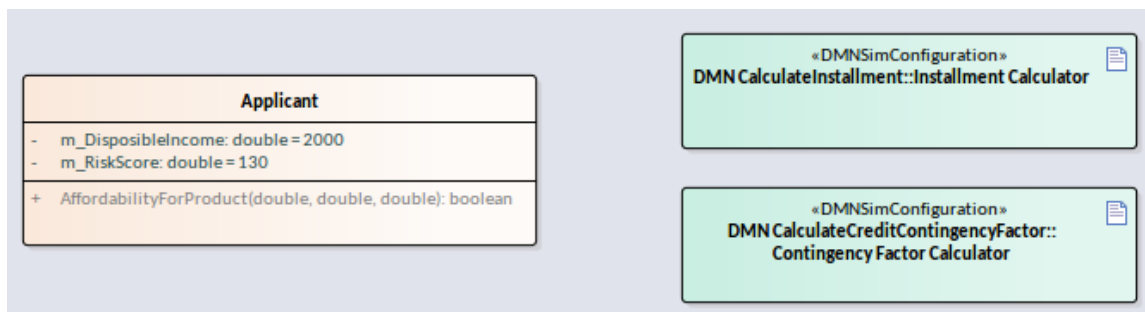 Applicant
- m_DisposibleIncome: double = 2000
- m_RiskScore: double = 130
+ AffordabilityForProduct(double, double, double): boolean
«DMNSimConfiguration»
DMN CalculateInstallment::Installment Calculator
«DMNSimConfiguration»
DMN CalculateCreditContingencyFactor::
Contingency Factor Calculator